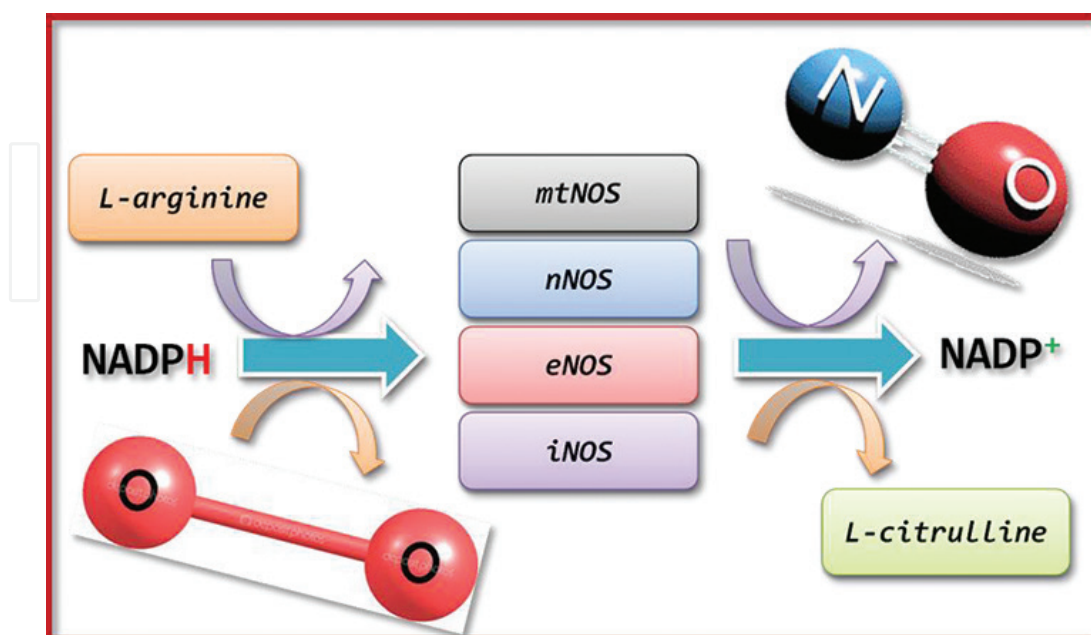 L-arginine
NADPH
O
O
mtNOS
nNOS
eNOS
iNOS
N
O
NADP+
L-citrulline